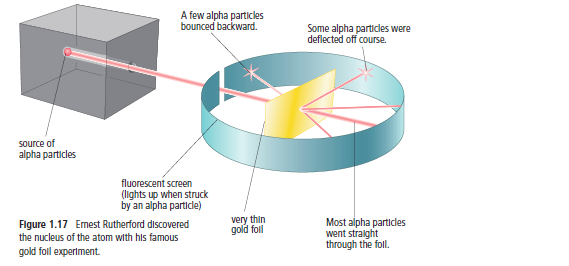 A few alpha particles
bounced backward.
Some alpha particles were
deflected off course.
source of
alpha particles
fluorescent screen
(lights up when struck
by an alpha particle)
very thin
gold foil
Most alpha particles
went straight
through the foil.
Figure 1.17 Ernest Rutherford discovered
the nucleus of the atom with his famous
gold foil experiment.